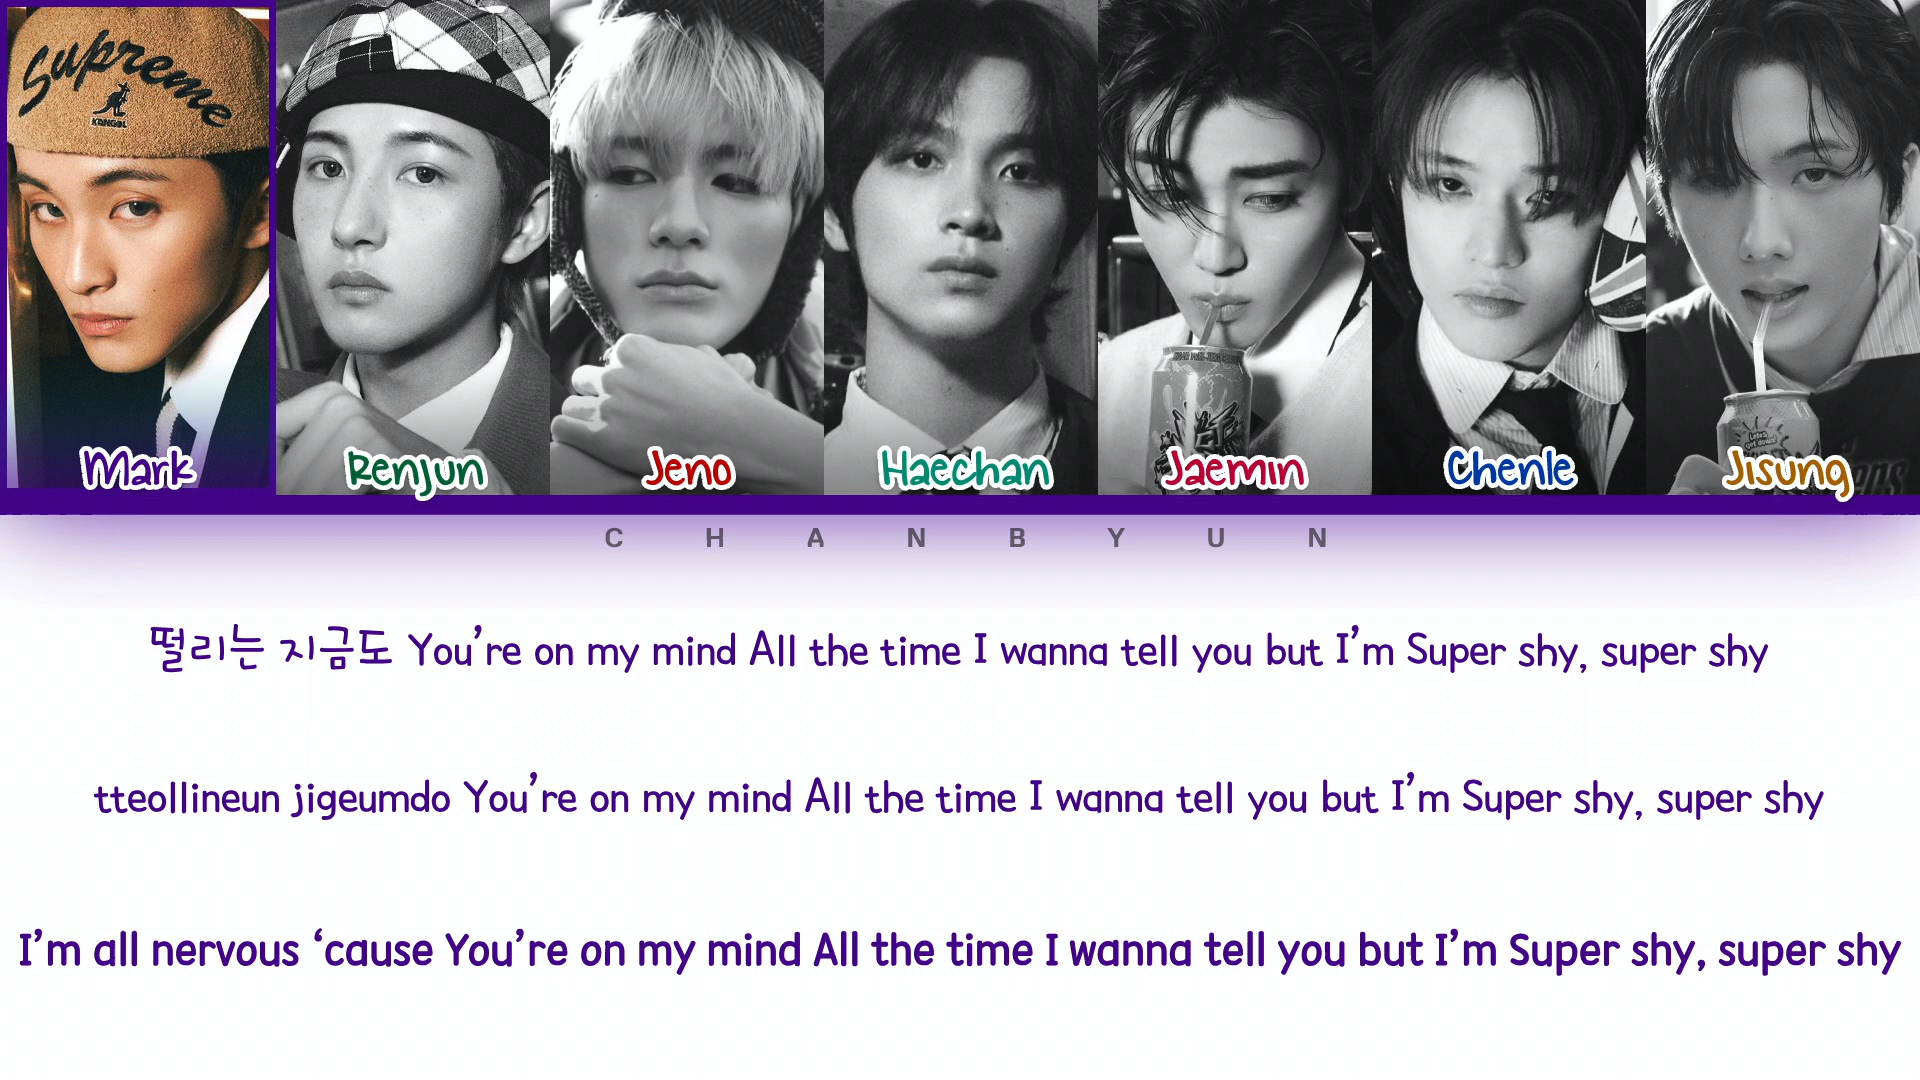 Supreme
KANGOL
Mark Renjun Jeno Haechan Jaemin Chenle Jisung
CHANBYUN
떨리는 지금도 You're on my mind All the time I wanna tell you but I'm Super shy, super shy
tteollineun jigeumdo You're on my mind All the time I wanna tell you but I'm Super shy, super shy
I'm all nervous ‘cause You're on my mind All the time I wanna tell you but I'm Super shy, super shy